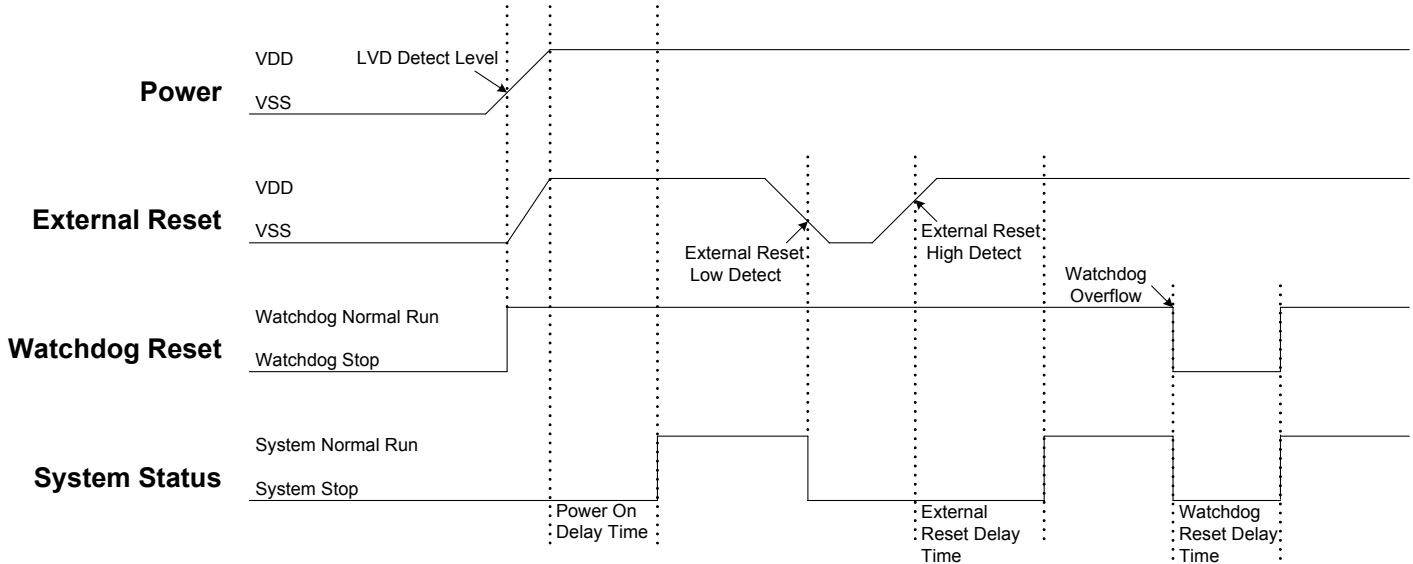 VDD
LVD Detect Level
Power
VSS
VDD
External Reset
VSS
External Reset
Low Detect
External Reset
High Detect
Watchdog
Overflow
Watchdog Normal Run
Watchdog Reset
Watchdog Stop
System Normal Run
System Status
System Stop
Power On
Delay Time
External
Reset Delay
Time
Watchdog
Reset Delay
Time